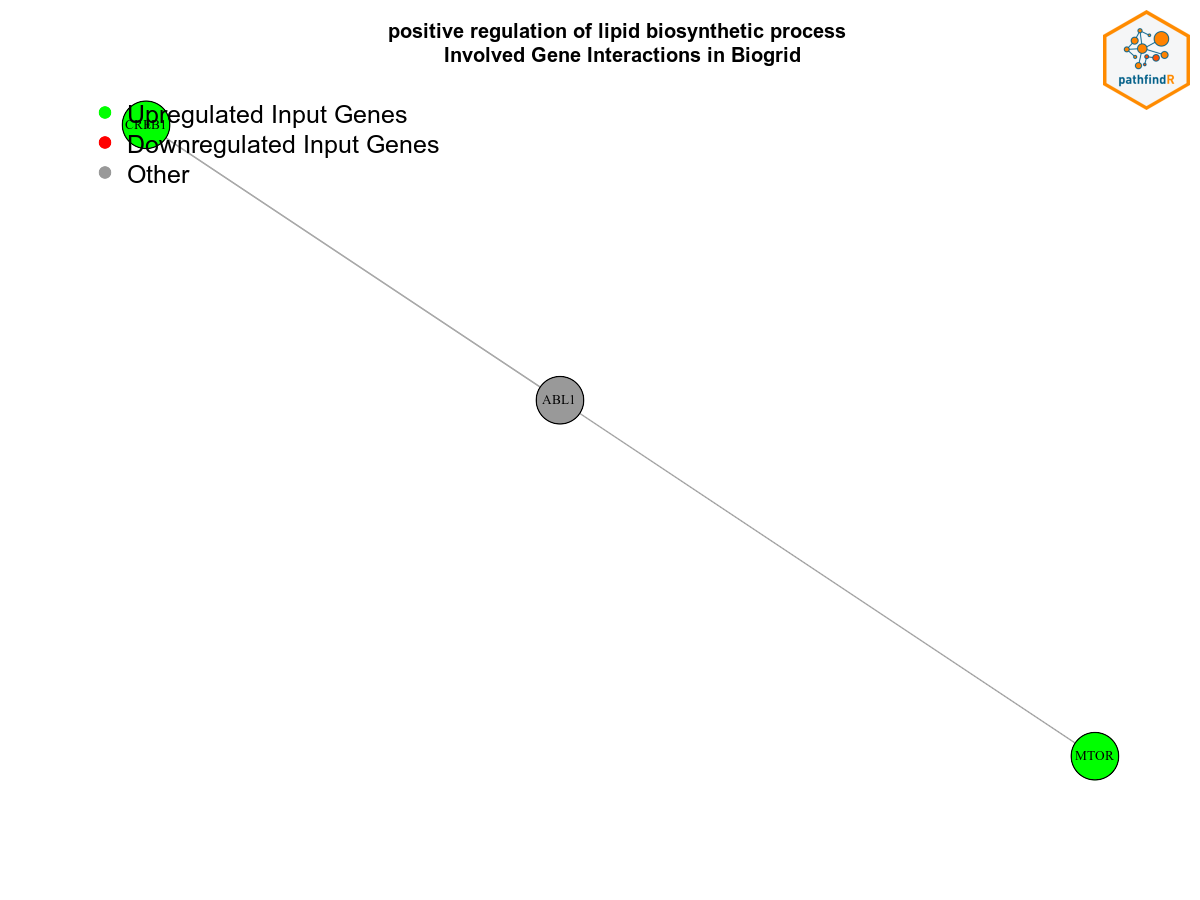 positive regulation of lipid biosynthetic process
Involved Gene Interactions in Biogrid
pathfindR
Upregulated Input Genes
CREB1
Downregulated Input Genes
Other
ABL1
MTOR